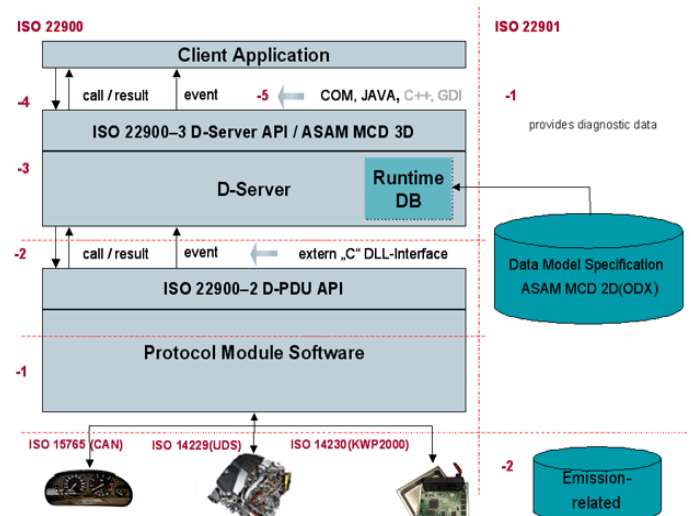 ISO 22900
ISO 22901
Client Application
call / result
event
-5
COM, JAVA, C++, GDI
-4
-1
provides diagnostic data
ISO 22900–3 D-Server API / ASAM MCD 3D
-3
D-Server
Runtime
DB
-2
call / result
event
extern „C“ DLL-Interface
Data Model Specification
ASAM MCD 2D(ODX)
ISO 22900–2 D-PDU API
Protocol Module Software
-1
ISO 15765 (CAN)
ISO 14229(UDS)
ISO 14230(KWP2000)
-2
Emission-
related